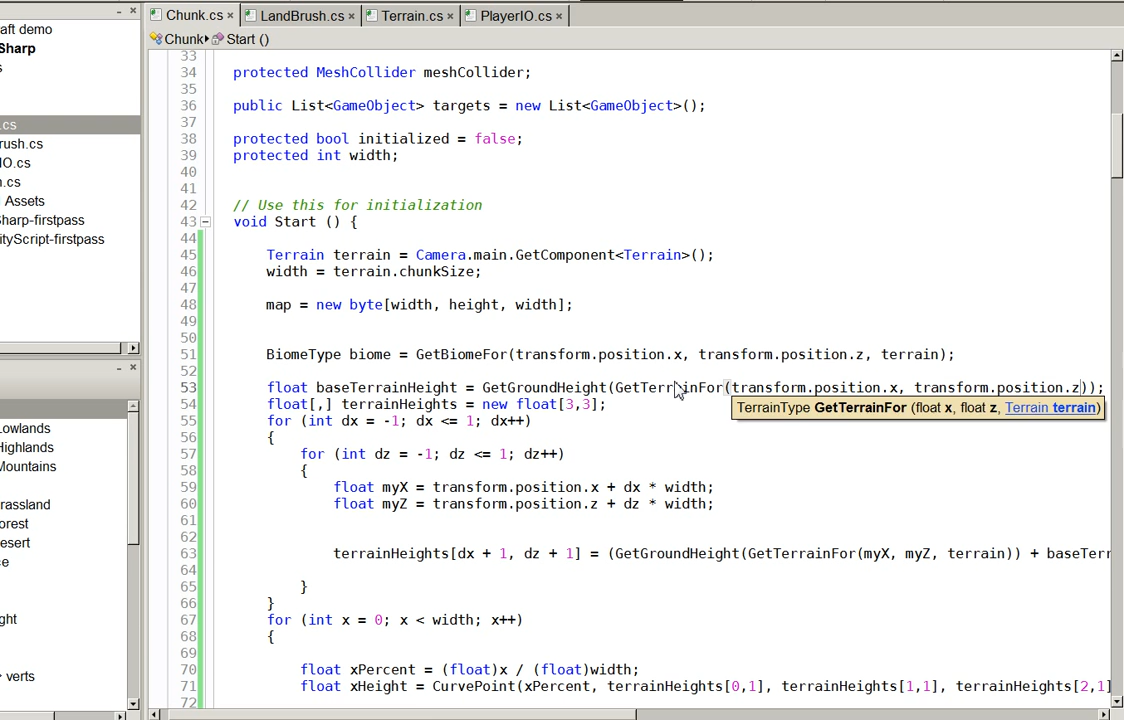 aft demo
Sharp
s
.cs
rush.cs
IO.cs
n.cs
Assets
Sharp-firstpass
ityScript-firstpass
Lowlands
Highlands
Mountains
rassland
orest
esert
e
ght
verts
Chunk.cs × LandBrush.cs × Terrain.cs × PlayerIO.cs ×
Chunk Start ()
33
34 protected MeshCollider meshCollider;
35
36 public List<GameObject> targets = new List<GameObject>();
37
38 protected bool initialized = false;
39 protected int width;
40
41
42 // Use this for initialization
43 void Start () {
44
45 Terrain terrain = Camera.main.GetComponent<Terrain>();
46 width = terrain.chunkSize;
47
48 map = new byte[width, height, width];
49
50
51 BiomeType biome = GetBiomeFor(transform.position.x, transform.position.z, terrain);
52
53 float baseTerrainHeight = GetGroundHeight(GetTerrainFor(transform.position.x, transform.position.z));
TerrainType GetTerrainFor (float x, float z, Terrain terrain)
54 float[,] terrainHeights = new float[3,3];
55 for (int dx = -1; dx <= 1; dx++)
56 {
57 for (int dz = -1; dz <= 1; dz++)
58 {
59 float myX = transform.position.x + dx * width;
60 float myZ = transform.position.z + dz * width;
61
62
63 terrainHeights[dx + 1, dz + 1] = (GetGroundHeight(GetTerrainFor(myX, myZ, terrain)) + baseTerr
64
65 }
66 }
67 for (int x = 0; x < width; x++)
68 {
69
70 float xPercent = (float)x / (float)width;
71 float xHeight = CurvePoint(xPercent, terrainHeights[0,1], terrainHeights[1,1], terrainHeights[2,1]
72